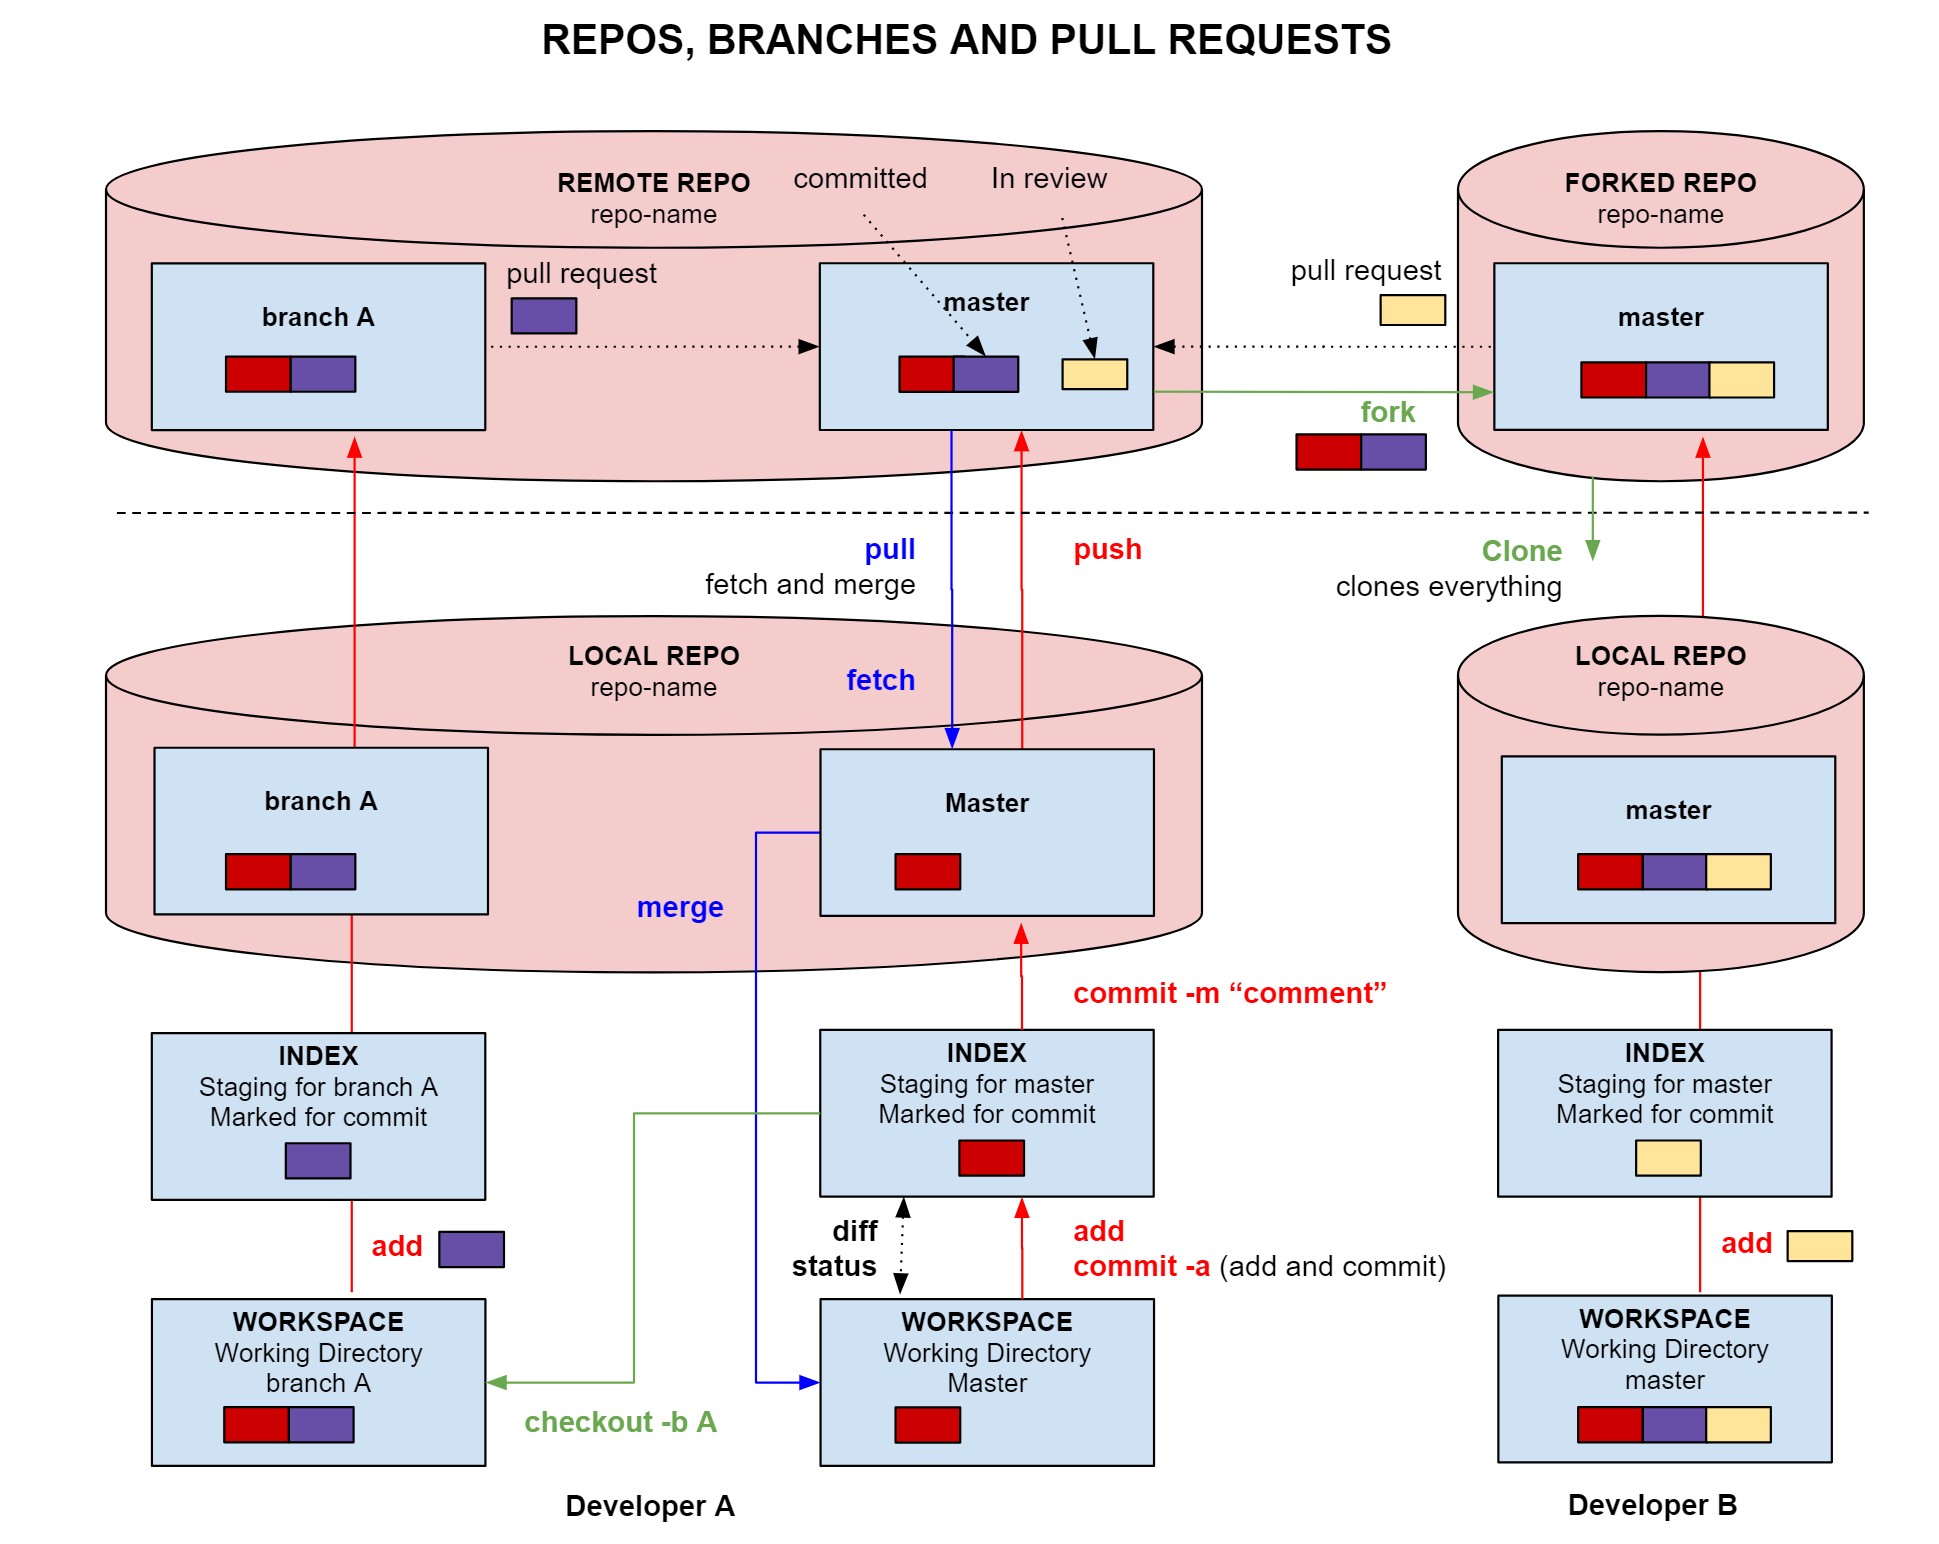 REPOS, BRANCHES AND PULL REQUESTS
REMOTE REPO
repo-name
committed
In review
FORKED REPO
repo-name
branch A
pull request
master
pull request
master
fork
pull
fetch and merge
push
Clone
clones everything
LOCAL REPO
repo-name
fetch
LOCAL REPO
repo-name
branch A
Master
master
merge
commit -m “comment”
INDEX
Staging for branch A
Marked for commit
INDEX
Staging for master
Marked for commit
INDEX
Staging for master
Marked for commit
add
diff
status
add
commit -a (add and commit)
add
WORKSPACE
Working Directory
branch A
WORKSPACE
Working Directory
Master
WORKSPACE
Working Directory
master
checkout -b A
Developer A
Developer B